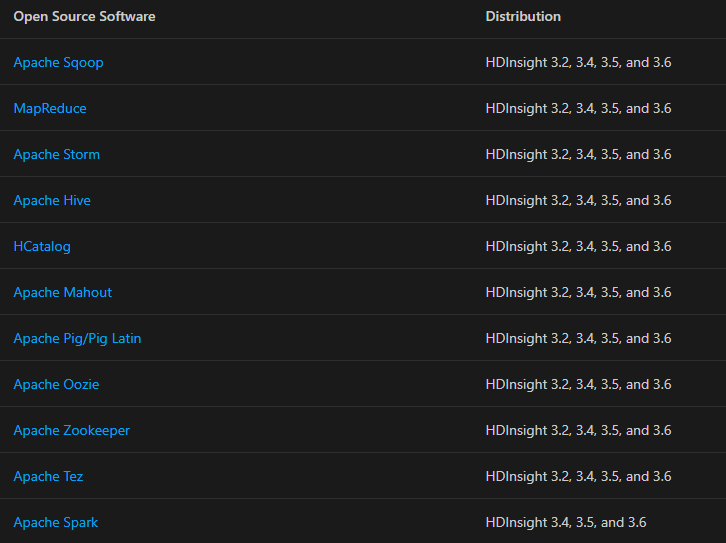 Open Source Software Distribution
Apache Sqoop HDInsight 3.2, 3.4, 3.5, and 3.6
MapReduce HDInsight 3.2, 3.4, 3.5, and 3.6
Apache Storm HDInsight 3.2, 3.4, 3.5, and 3.6
Apache Hive HDInsight 3.2, 3.4, 3.5, and 3.6
HCatalog HDInsight 3.2, 3.4, 3.5, and 3.6
Apache Mahout HDInsight 3.2, 3.4, 3.5, and 3.6
Apache Pig/Pig Latin HDInsight 3.2, 3.4, 3.5, and 3.6
Apache Oozie HDInsight 3.2, 3.4, 3.5, and 3.6
Apache Zookeeper HDInsight 3.2, 3.4, 3.5, and 3.6
Apache Tez HDInsight 3.2, 3.4, 3.5, and 3.6
Apache Spark HDInsight 3.4, 3.5, and 3.6